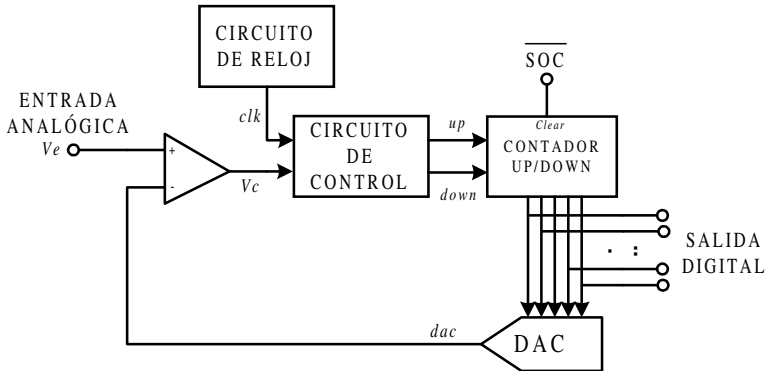 CIRCUITO
DE RELOJ
SOC
ENTRADA
ANALÓGICA
Ve
clk
+
-
Vc
CIRCUITO
DE
CONTROL
up
down
Clear
CONTADOR
UP/DOWN
SALIDA
DIGITAL
dac
DAC